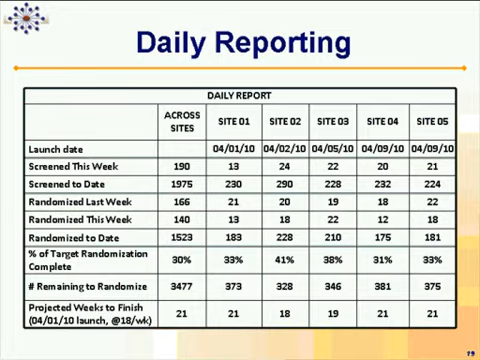 Daily Reporting
DAILY REPORT
ACROSS SITES SITE 01 SITE 02 SITE 03 SITE 04 SITE 05
Launch date 04/01/10 04/02/10 04/05/10 04/09/10 04/09/10
Screened This Week 190 13 24 22 20 21
Screened to Date 1975 230 290 228 232 224
Randomized Last Week 166 21 20 19 18 22
Randomized This Week 140 13 18 22 12 18
Randomized to Date 1523 183 228 210 175 181
% of Target Randomization Complete 30% 33% 41% 38% 31% 33%
# Remaining to Randomize 3477 373 328 346 381 375
Projected Weeks to Finish (04/01/10 launch, @18/wk) 21 21 18 19 21 21
19